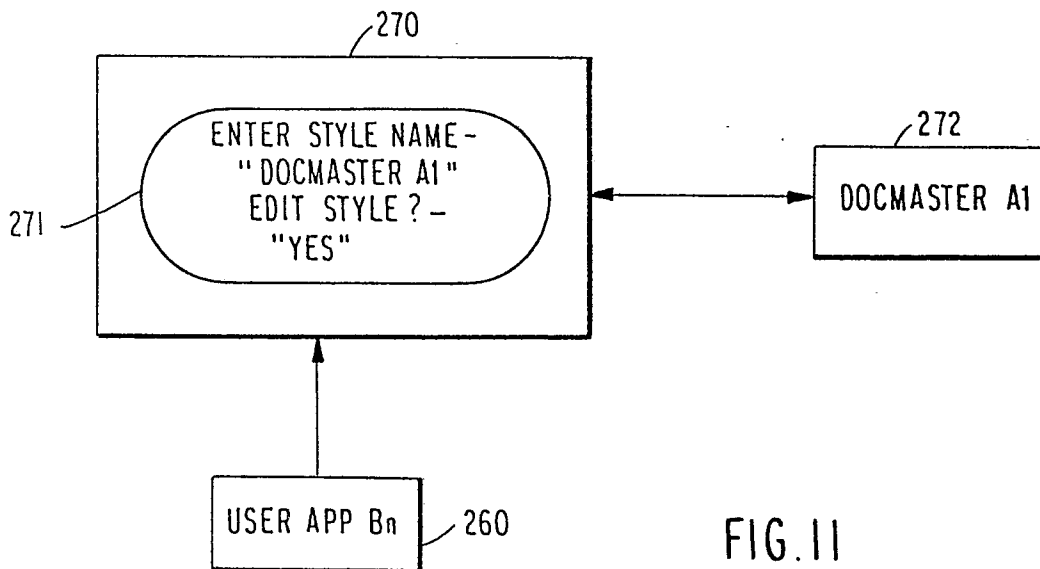 270
ENTER STYLE NAME-
"DOCMASTER A1"
EDIT STYLE?-
"YES"
271
272
DOCMASTER A1
USER APP Bn
260
FIG.11